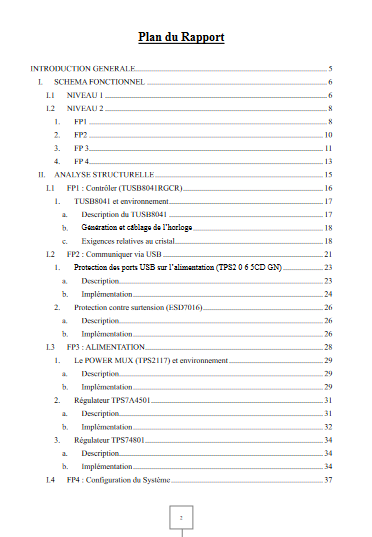 Plan du Rapport
INTRODUCTION GENERALE 5
I. SCHEMA FONCTIONNEL 6
I.1 NIVEAU 1 6
I.2 NIVEAU 2 8
1. FP1 8
2. FP2 10
3. FP 3 11
4. FP 4 13
II. ANALYSE STRUCTURELLE 15
I.1 FP1 : Contrôler (TUSB8041RGCR) 16
1. TUSB8041 et environnement 17
a. Description du TUSB8041 17
b. Génération et câblage de l'horloge 18
c. Exigences relatives au cristal 18
I.2 FP2 : Communiquer via USB 21
1. Protection des ports USB sur l'alimentation (TPS2 0 6 5CD GN) 23
a. Description 23
b. Implémentation 24
2. Protection contre surtension (ESD7016) 26
a. Description 26
b. Implémentation 26
I.3 FP3 : ALIMENTATION 28
1. Le POWER MUX (TPS2117) et environnement 29
a. Description 29
b. Implémentation 29
2. Régulateur TPS7A4501 31
a. Description 31
b. Implémentation 32
3. Régulateur TPS74801 34
a. Description 34
b. Implémentation 34
I.4 FP4 : Configuration du Système 37
2